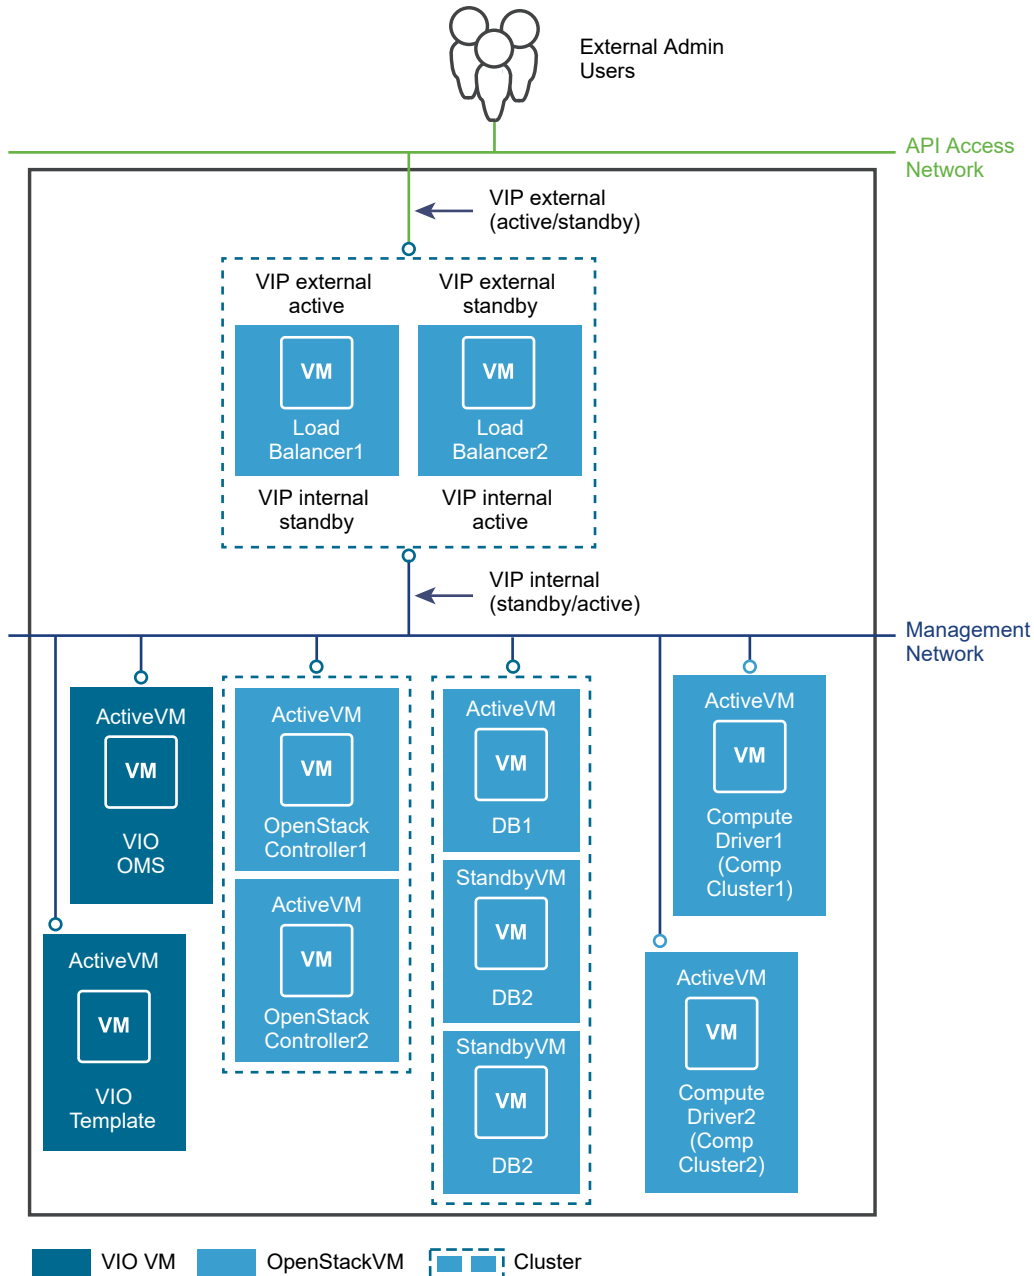 External Admin
Users
API Access
Network
VIP external
(active/standby)
VIP external
active
VIP external
standby
VM
Load
Balancer1
VM
Load
Balancer2
VIP internal
standby
VIP internal
active
VIP internal
(standby/active)
Management
Network
ActiveVM
VM
VIO
OMS
ActiveVM
VM
VIO
Template
ActiveVM
VM
OpenStack
Controller1
ActiveVM
VM
OpenStack
Controller2
ActiveVM
VM
DB1
StandbyVM
VM
DB2
StandbyVM
VM
DB2
ActiveVM
VM
Compute
Driver1
(Comp
Cluster1)
ActiveVM
VM
Compute
Driver2
(Comp
Cluster2)
VIO VM
OpenStackVM
Cluster